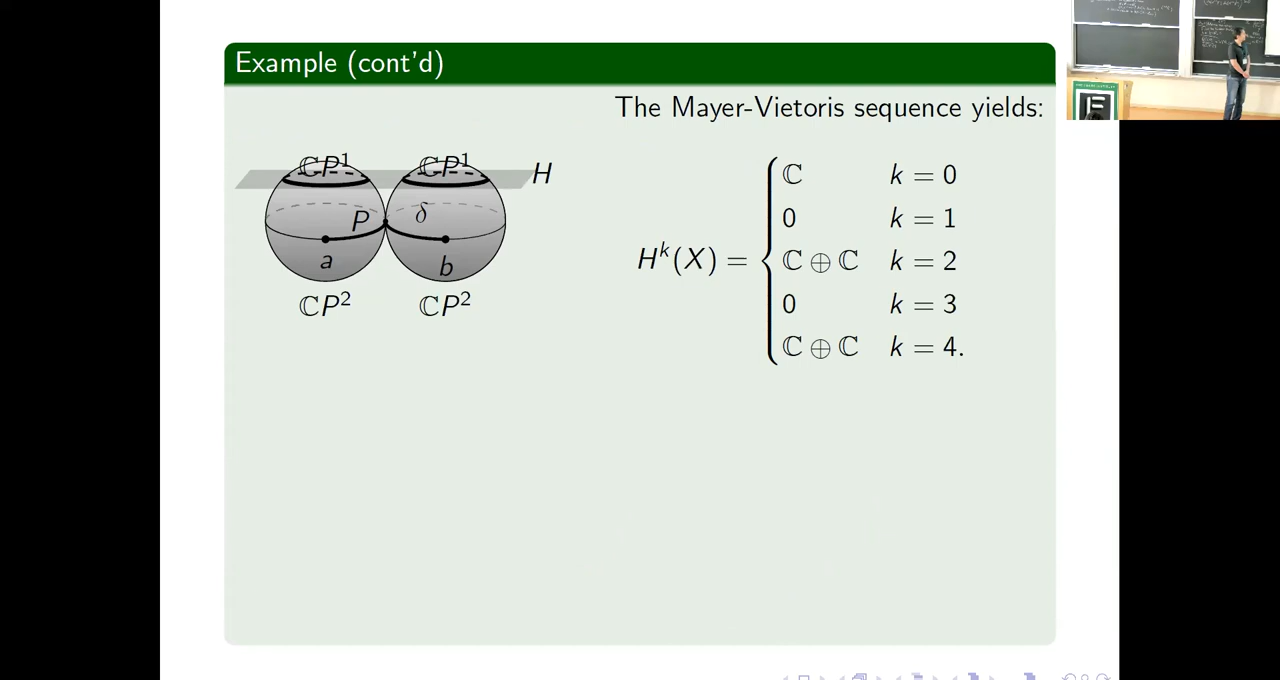 Example (cont'd)
The Mayer-Vietoris sequence yields:
ℂP¹ ℂP¹ H
P δ
a b
ℂP² ℂP²
Hᵏ(X) =
ℂ k = 0
0 k = 1
ℂ ⊕ ℂ k = 2
0 k = 3
ℂ ⊕ ℂ k = 4.